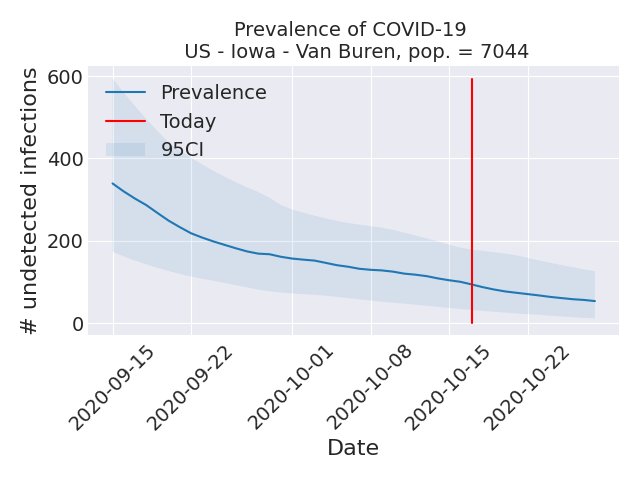 Prevalence of COVID-19
US - Iowa - Van Buren, pop. = 7044
# undetected infections
600
400
200
0
Prevalence
Today
95CI
2020-09-15
2020-09-22
2020-10-01
2020-10-08
2020-10-15
2020-10-22
Date